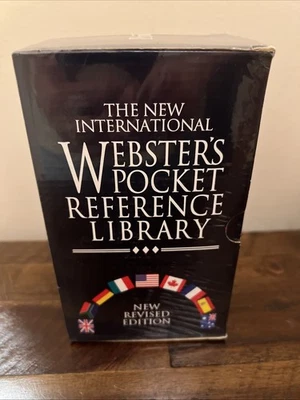 THE NEW
INTERNATIONAL
WEBSTER'S
POCKET
REFERENCE
LIBRARY
NEW
REVISED
EDITION